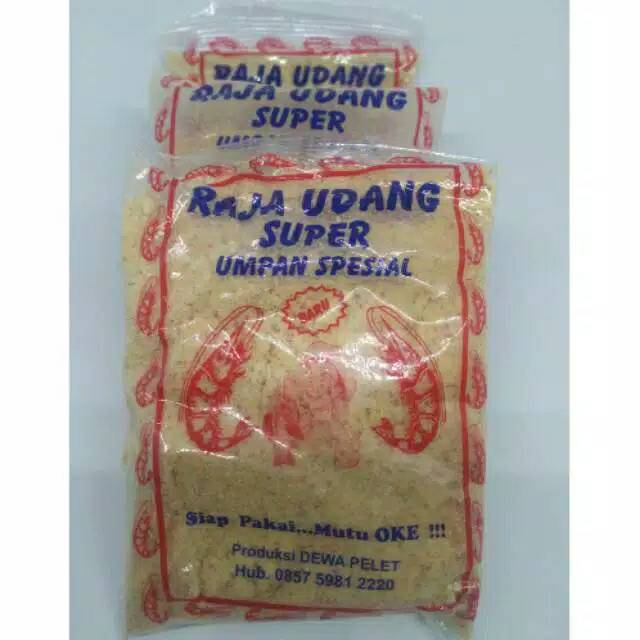 RAJA UDANG
RAJA UDANG
SUPER
UMPAN
RAJA UDANG
SUPER
UMPAN SPESIAL
BARU
Siap Pakai...Mutu OKE !!!
Produksi DEWA PELET
Hub. 0857 5981 2220